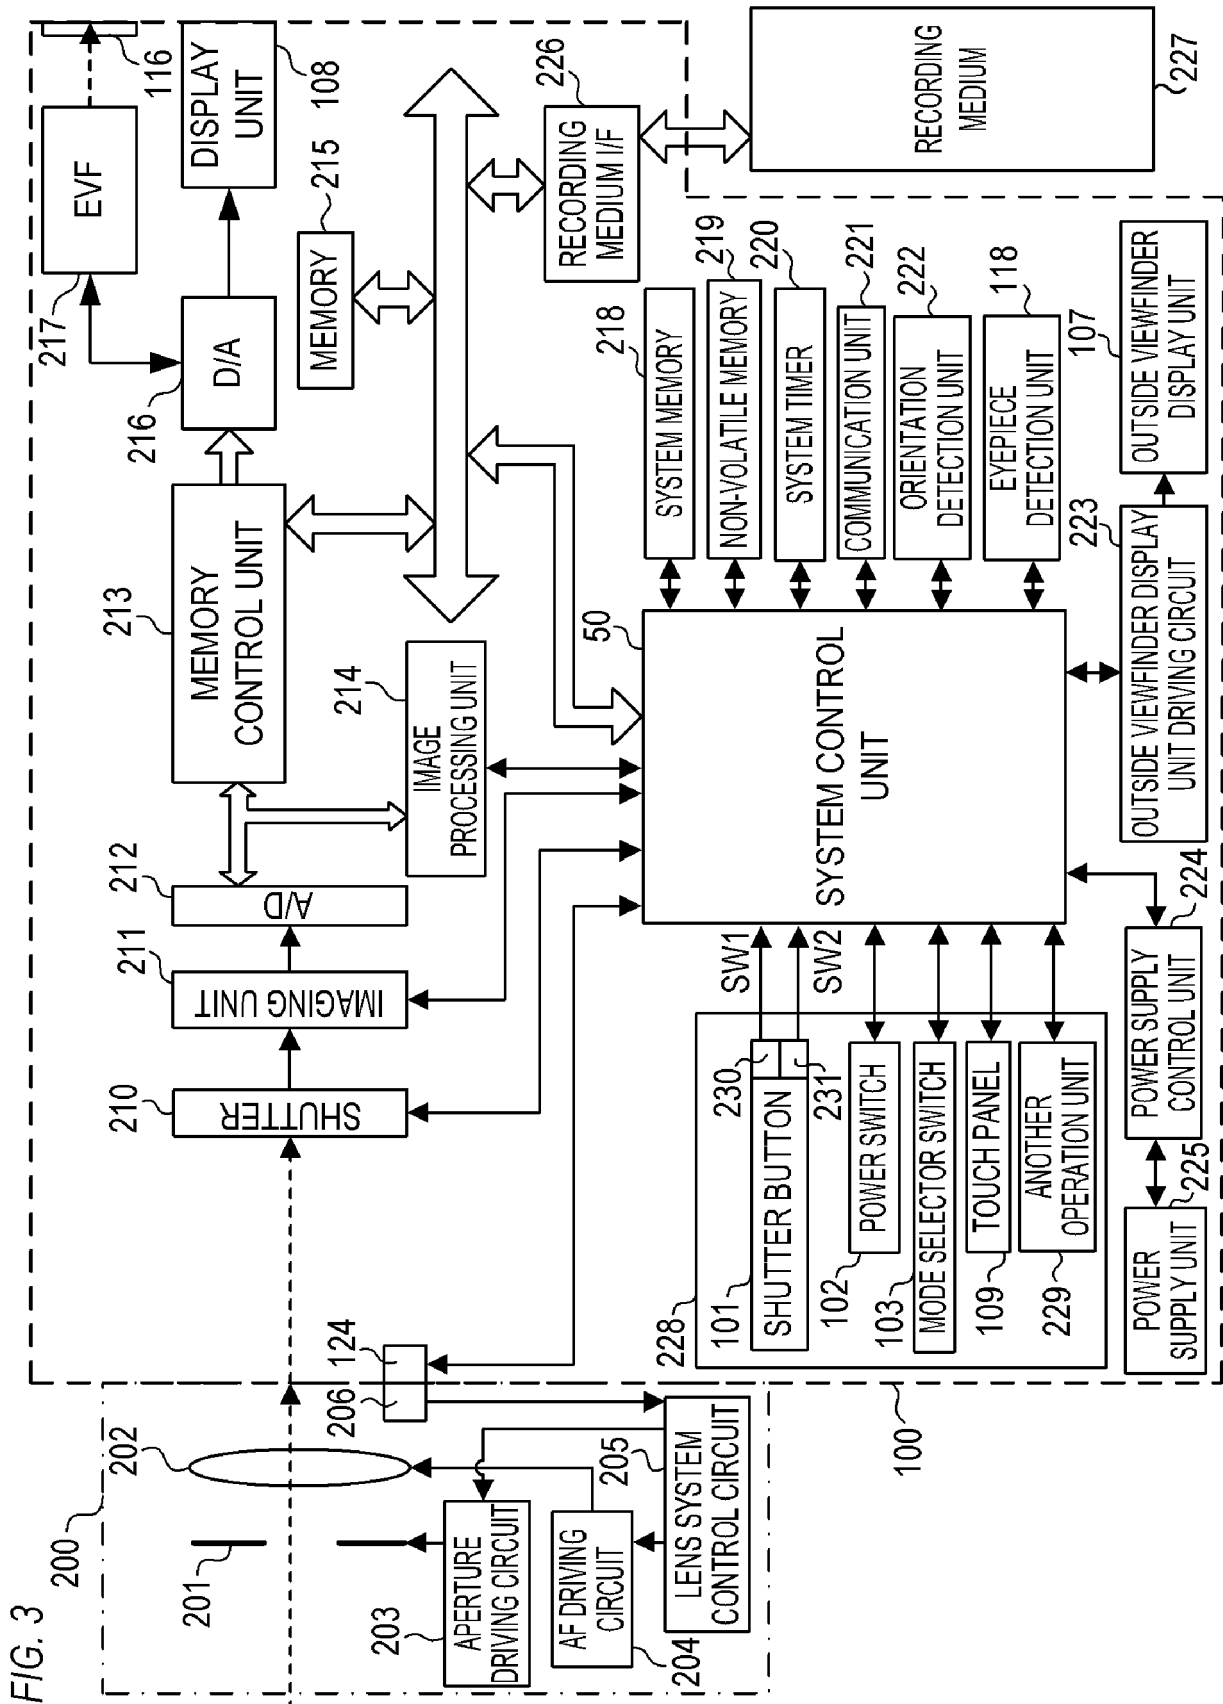 FIG. 3
200
201
202
203
APERTURE
DRIVING CIRCUIT
AF DRIVING
CIRCUIT
204
205
LENS SYSTEM
CONTROL CIRCUIT
206
124
100
210
SHUTTER
211
IMAGING UNIT
212
A/D
213
MEMORY
CONTROL UNIT
214
IMAGE
PROCESSING UNIT
216
D/A
217
EVF
116
DISPLAY
UNIT
108
215
MEMORY
226
RECORDING
MEDIUM I/F
RECORDING
MEDIUM
227
50
SYSTEM CONTROL
UNIT
218
SYSTEM MEMORY
219
NON-VOLATILE MEMORY
220
SYSTEM TIMER
221
COMMUNICATION UNIT
222
ORIENTATION
DETECTION UNIT
118
EYEPIECE
DETECTION UNIT
107
OUTSIDE VIEWFINDER
DISPLAY UNIT
223
OUTSIDE VIEWFINDER DISPLAY
UNIT DRIVING CIRCUIT
228
101
SHUTTER BUTTON
230
231
SW1
SW2
102
POWER SWITCH
103
MODE SELECTOR SWITCH
109
TOUCH PANEL
229
ANOTHER
OPERATION UNIT
224
POWER SUPPLY
CONTROL UNIT
225
POWER
SUPPLY UNIT